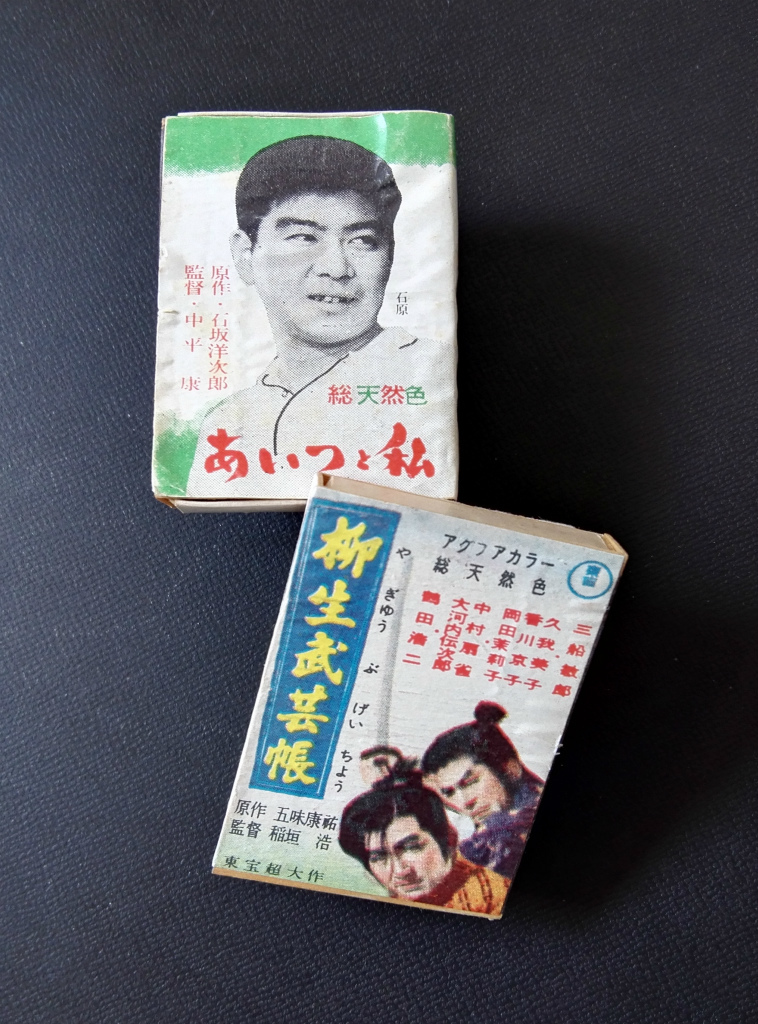 原作・石坂洋次郎
監督・中平 康
石原
総天然色
あいつと私
アグファカラー
総天然色
東宝
柳生武芸帳
や ぎゅう ぶ げい ちょう
三船敏郎
久我・美子
香川京子
岡田茉莉子
中村・扇雀
大河内伝次郎
鶴田・浩二
原作 五味康祐
監督 稲垣 浩
東宝超大作